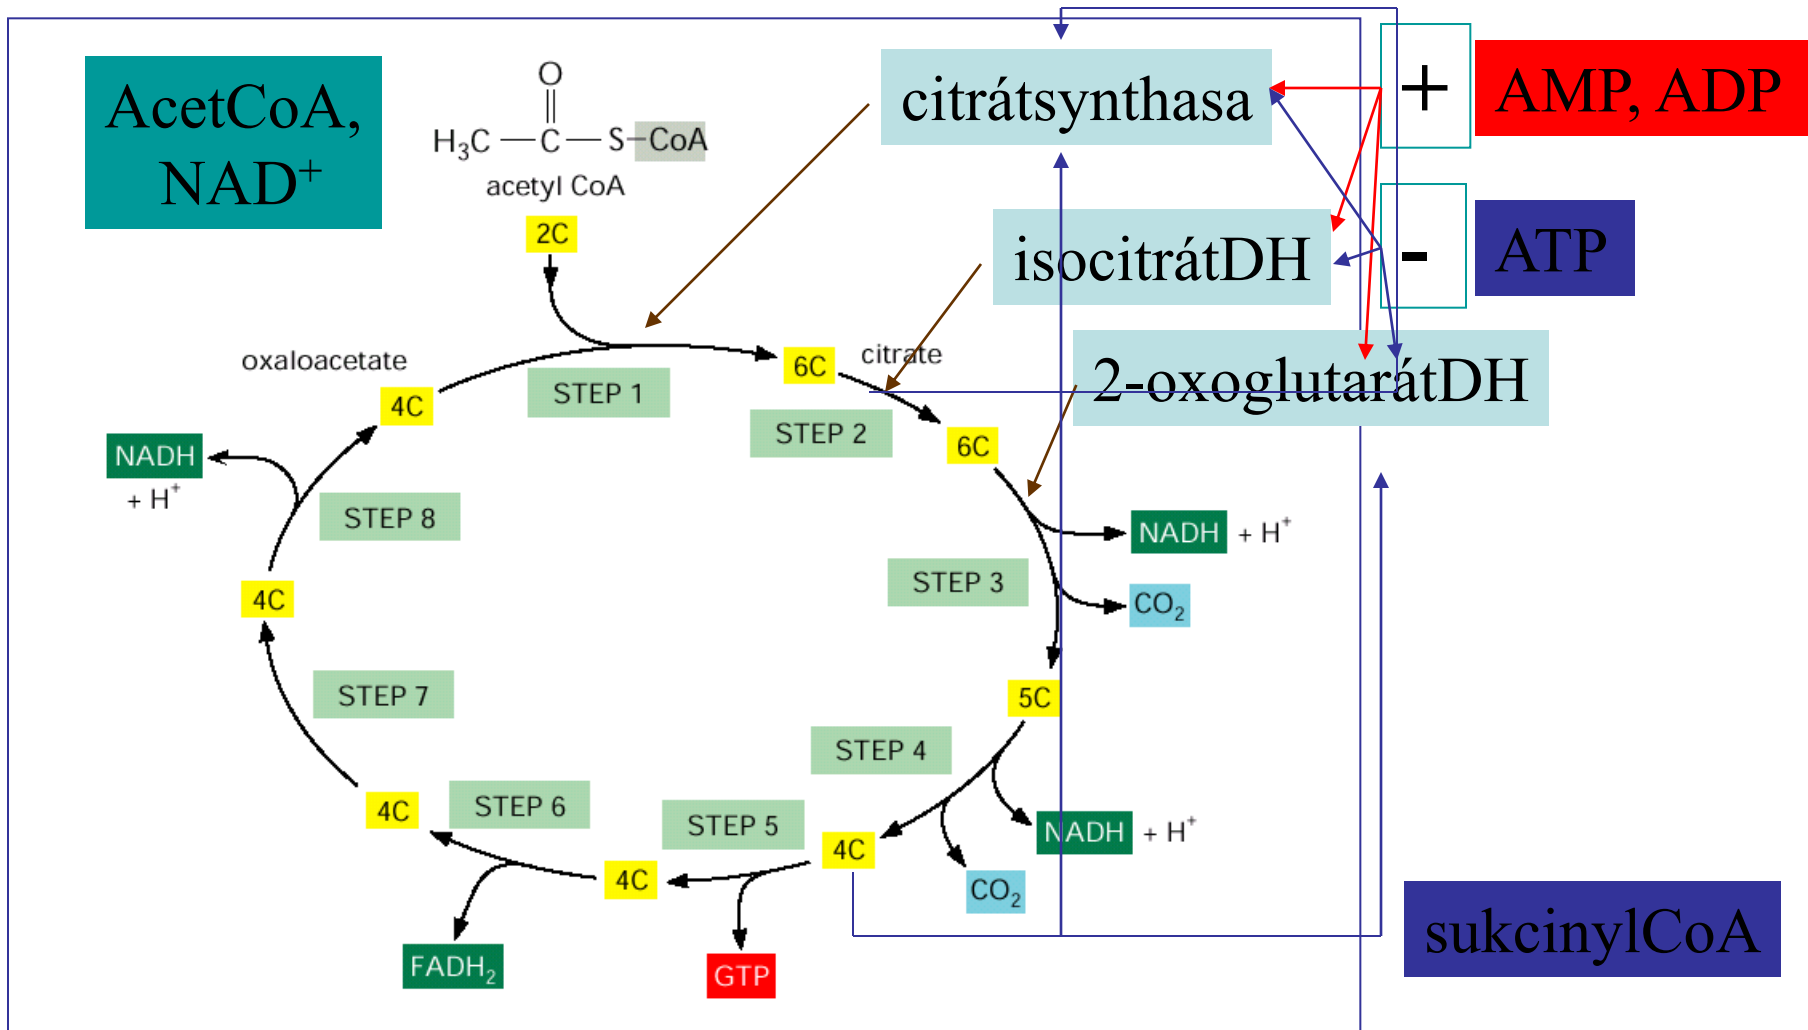 AcetCoA,
NAD⁺
O
H₃C — C — S – CoA
acetyl CoA
2C
citrátsynthasa
+
AMP, ADP
isocitrátDH
-
ATP
2-oxoglutarátDH
oxaloacetate
4C
STEP 1
6C
citrate
STEP 2
6C
NADH
+ H⁺
STEP 8
NADH + H⁺
STEP 3
CO₂
4C
STEP 7
5C
STEP 4
4C
STEP 6
STEP 5
4C
NADH + H⁺
4C
CO₂
FADH₂
GTP
sukcinylCoA